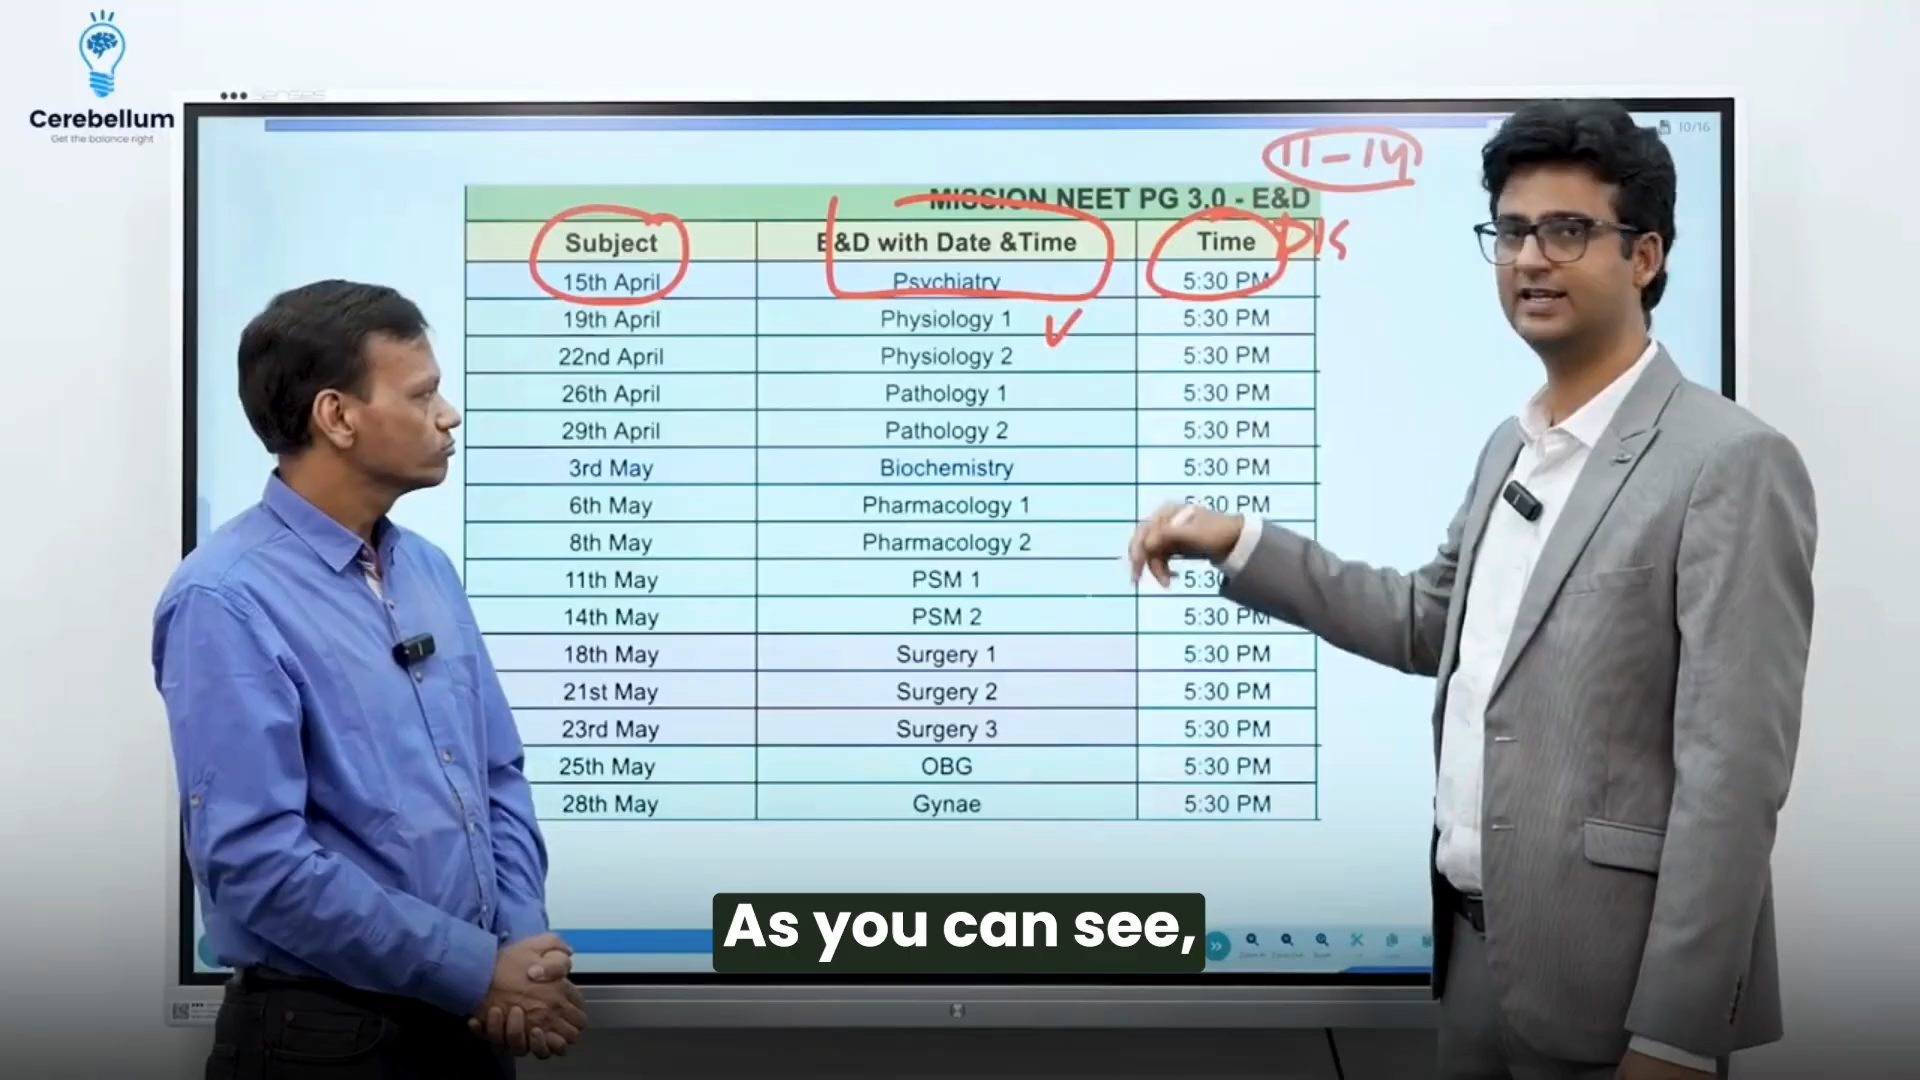 Cerebellum
Get the balance right
10/16
11-14
MISSION NEET PG 3.0 - E&D
Subject E&D with Date &Time Time
15th April Psychiatry 5:30 PM
19th April Physiology 1 5:30 PM
22nd April Physiology 2 5:30 PM
26th April Pathology 1 5:30 PM
29th April Pathology 2 5:30 PM
3rd May Biochemistry 5:30 PM
6th May Pharmacology 1 5:30 PM
8th May Pharmacology 2
11th May PSM 1 5:30
14th May PSM 2 5:30 PM
18th May Surgery 1 5:30 PM
21st May Surgery 2 5:30 PM
23rd May Surgery 3 5:30 PM
25th May OBG 5:30 PM
28th May Gynae 5:30 PM
As you can see,